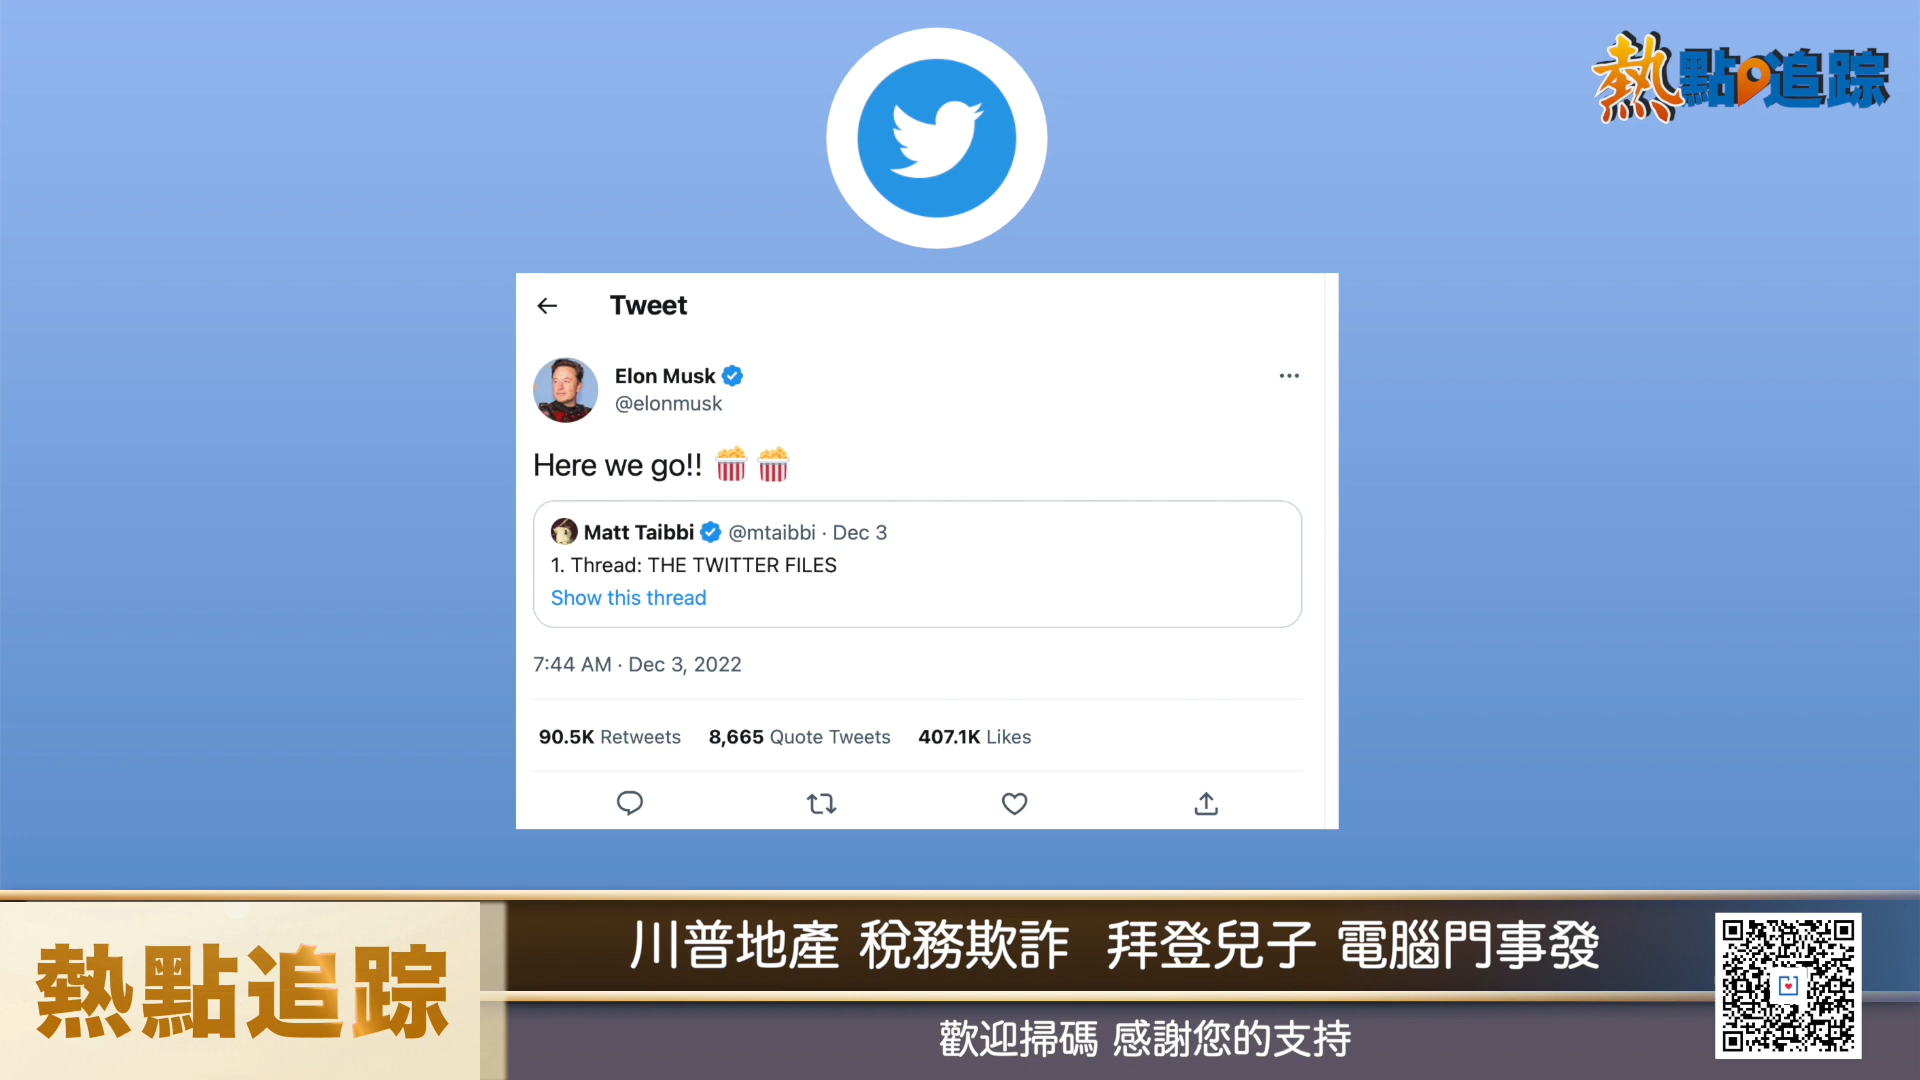 熱點追踪
Tweet
Elon Musk
@elonmusk
Here we go!! 🍿🍿
Matt Taibbi @mtaibbi · Dec 3
1. Thread: THE TWITTER FILES
Show this thread
7:44 AM · Dec 3, 2022
90.5K Retweets 8,665 Quote Tweets 407.1K Likes
熱點追踪
川普地產 稅務欺詐 拜登兒子 電腦門事發
歡迎掃碼 感謝您的支持